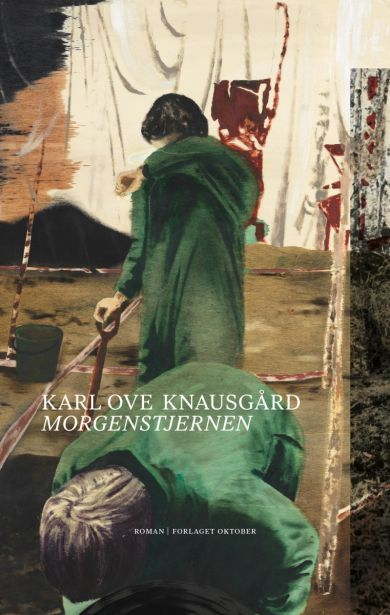 KARL OVE KNAUSGÅRD
MORGENSTJERNEN
ROMAN | FORLAGET OKTOBER